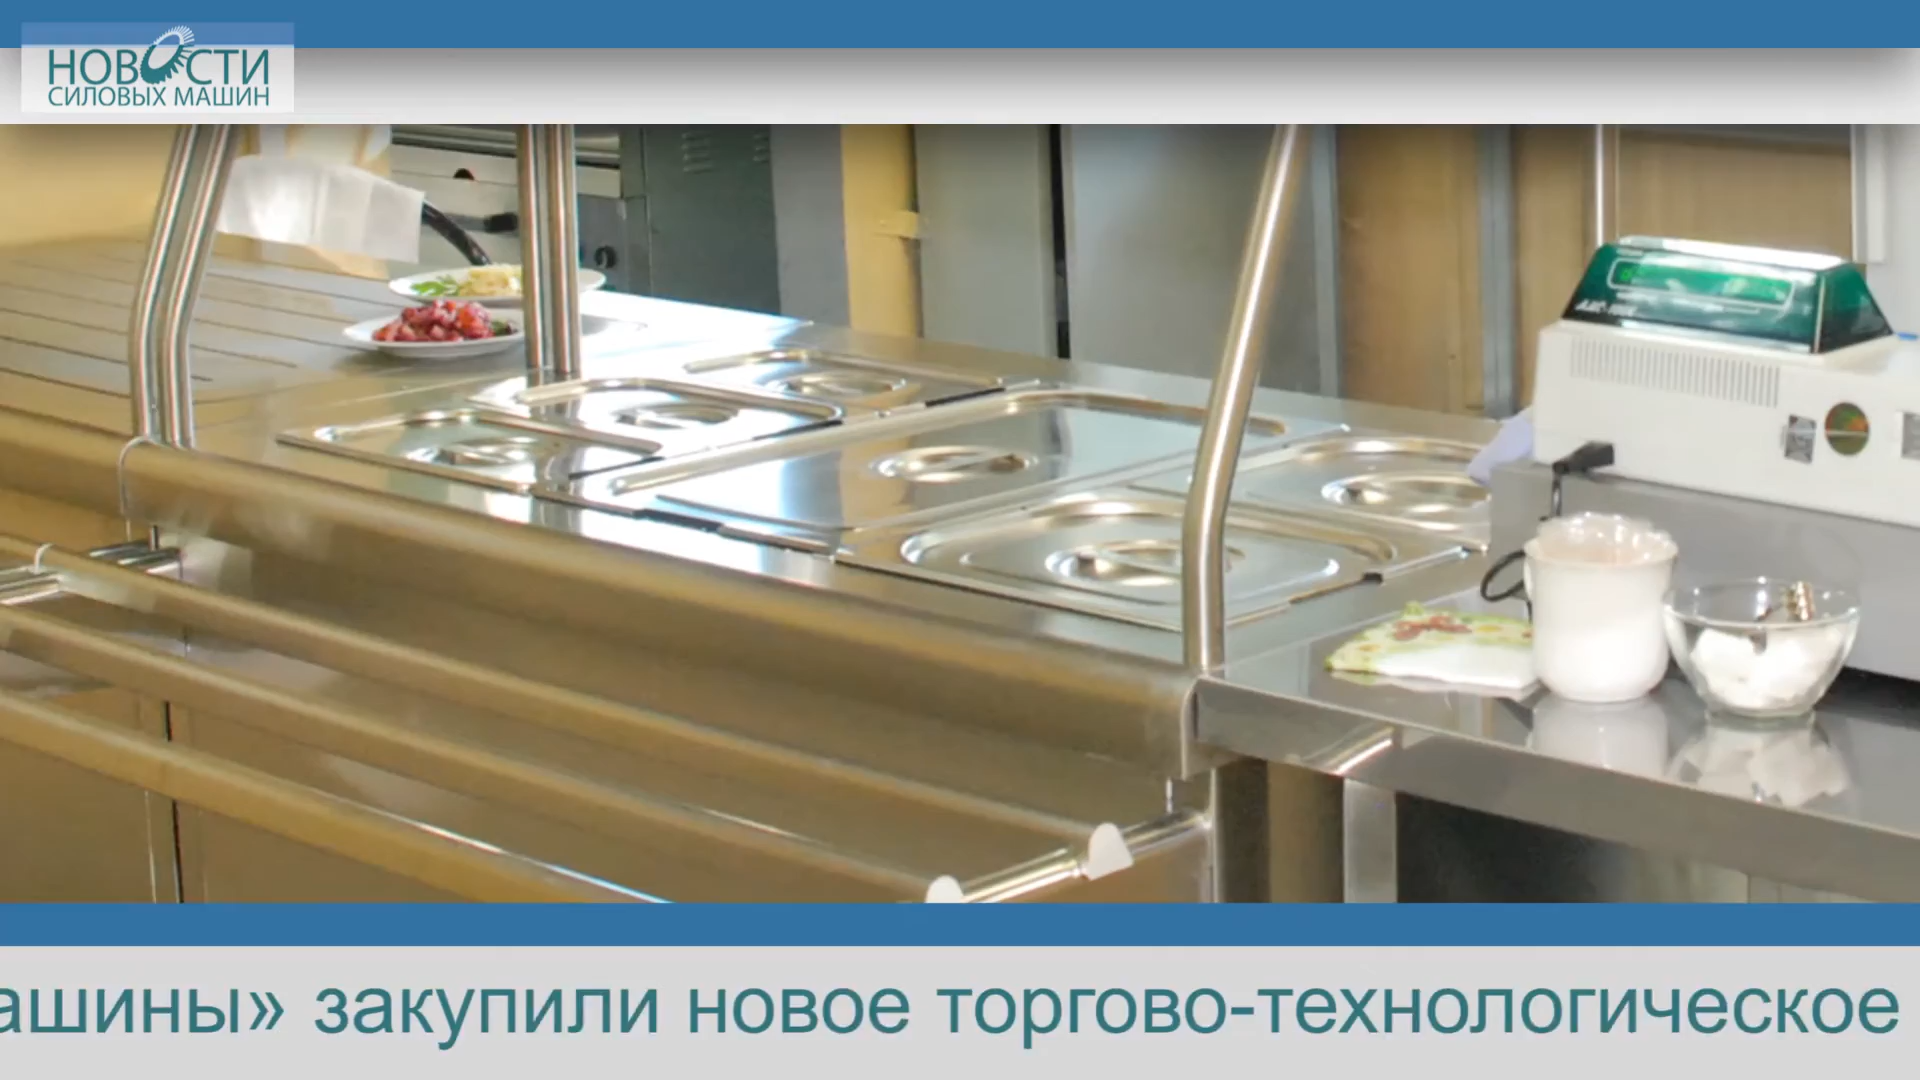 НОВОСТИ
СИЛОВЫХ МАШИН
ашины» закупили новое торгово-технологическое